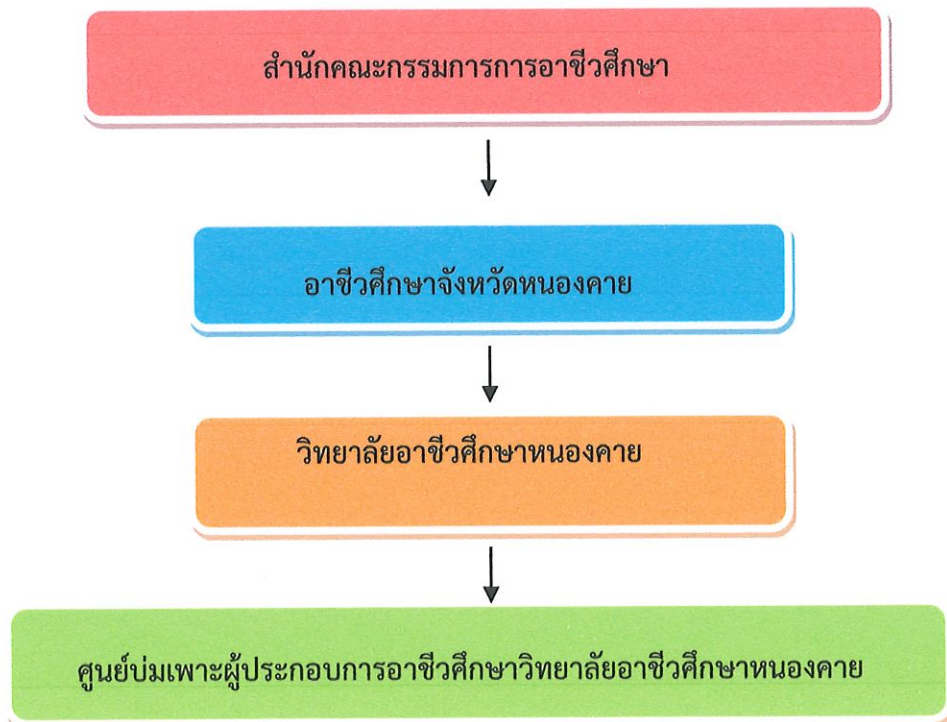 สำนักคณะกรรมการการอาชีวศึกษา
อาชีวศึกษาจังหวัดหนองคาย
วิทยาลัยอาชีวศึกษาหนองคาย
ศูนย์บ่มเพาะผู้ประกอบการอาชีวศึกษาวิทยาลัยอาชีวศึกษาหนองคาย